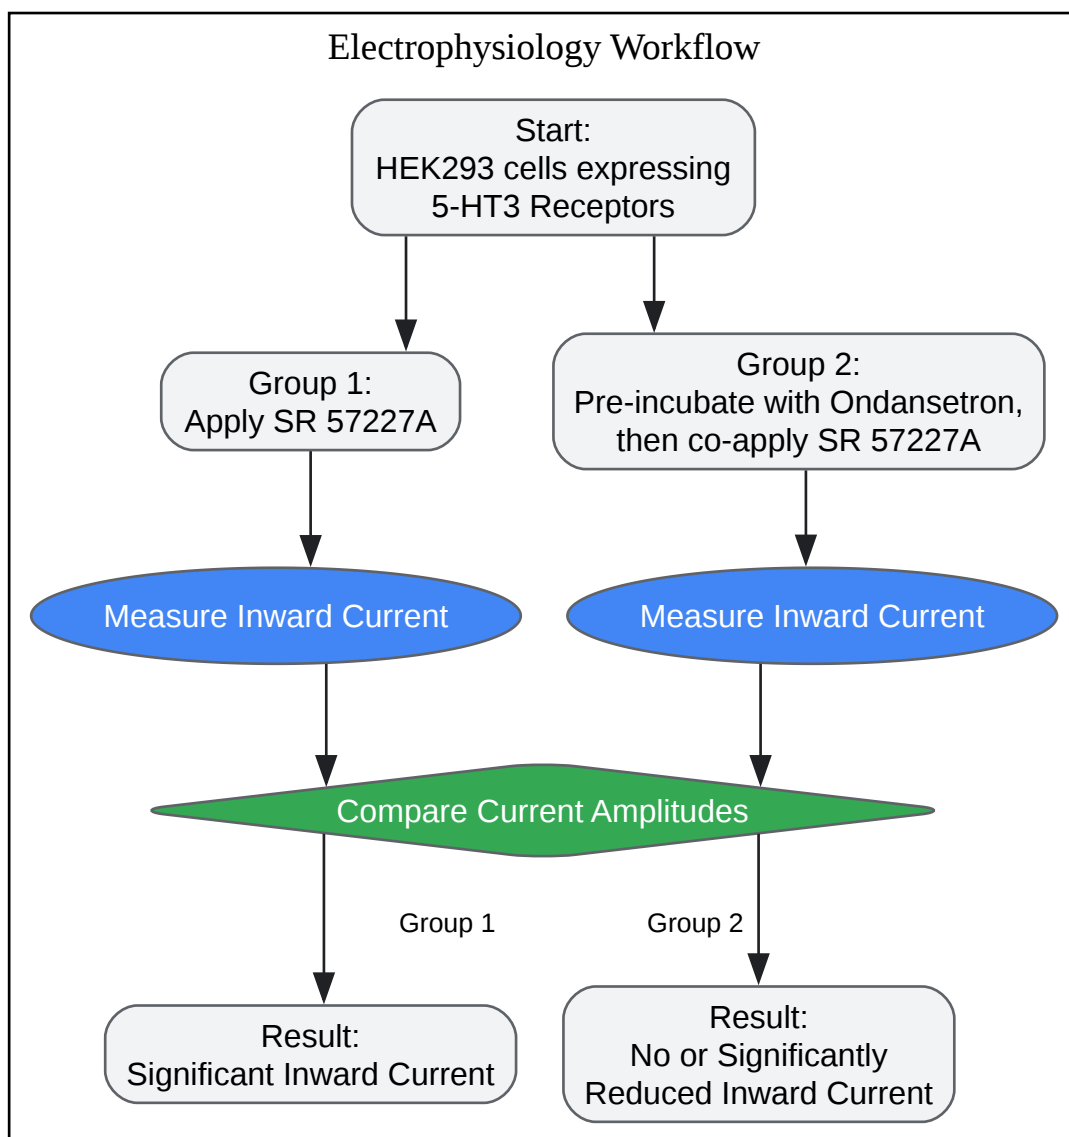 Electrophysiology Workflow
Start:
HEK293 cells expressing
5-HT3 Receptors
Group 1:
Apply SR 57227A
Group 2:
Pre-incubate with Ondansetron,
then co-apply SR 57227A
Measure Inward Current
Measure Inward Current
Compare Current Amplitudes
Group 1
Group 2
Result:
Significant Inward Current
Result:
No or Significantly
Reduced Inward Current